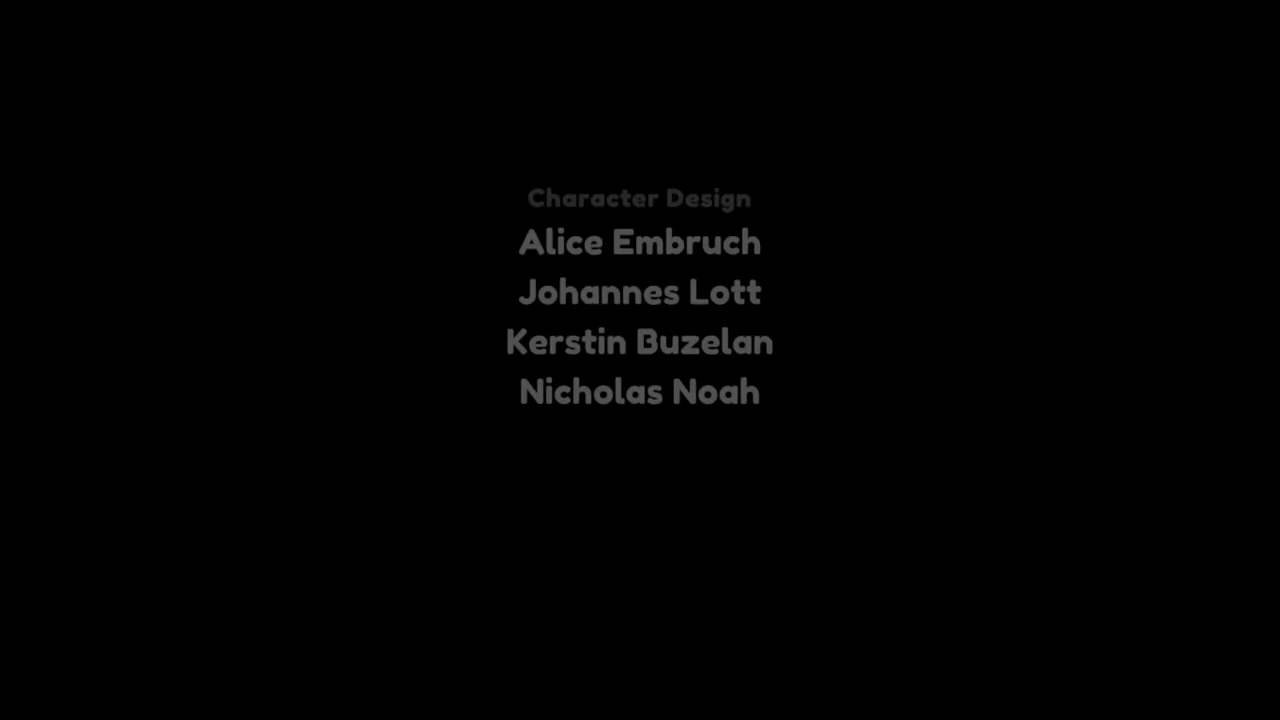 Character Design
Alice Embruch
Johannes Lott
Kerstin Buzelan
Nicholas Noah